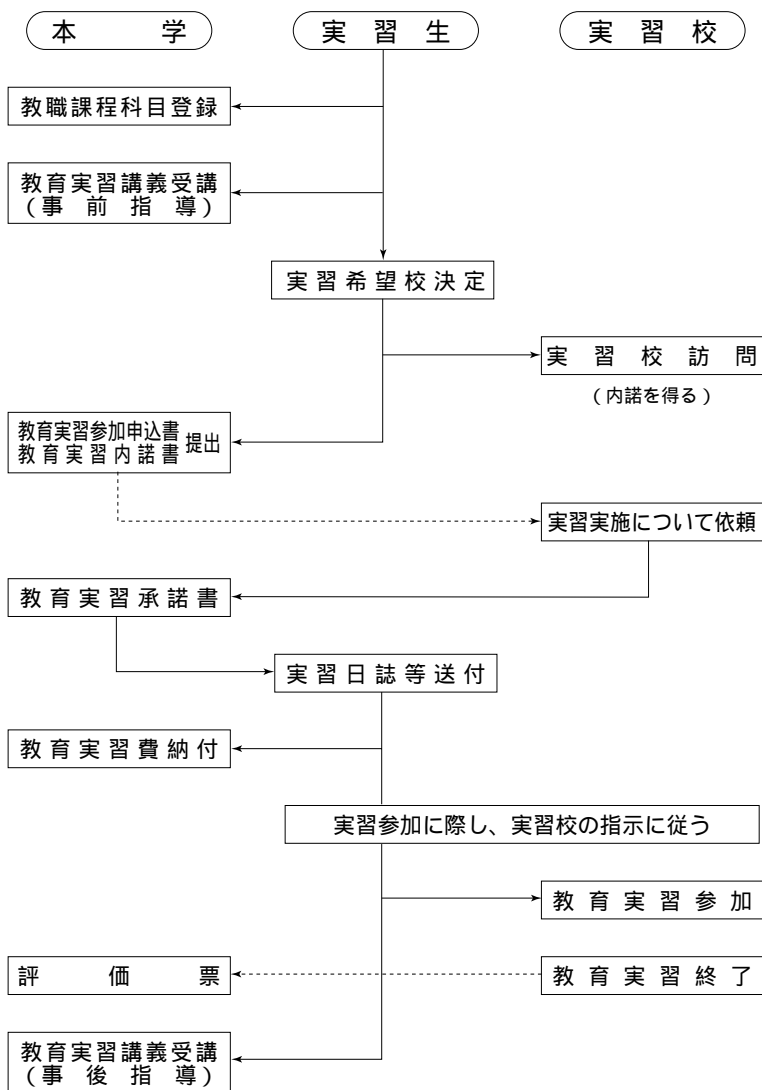 本学
実習生
実習校
教職課程科目登録
教育実習講義受講
(事前指導)
実習希望校決定
実習校訪問
(内諾を得る)
教育実習参加申込書
教育実習内諾書
提出
実習実施について依頼
教育実習承諾書
実習日誌等送付
教育実習費納付
実習参加に際し、実習校の指示に従う
教育実習参加
評価票
教育実習終了
教育実習講義受講
(事後指導)